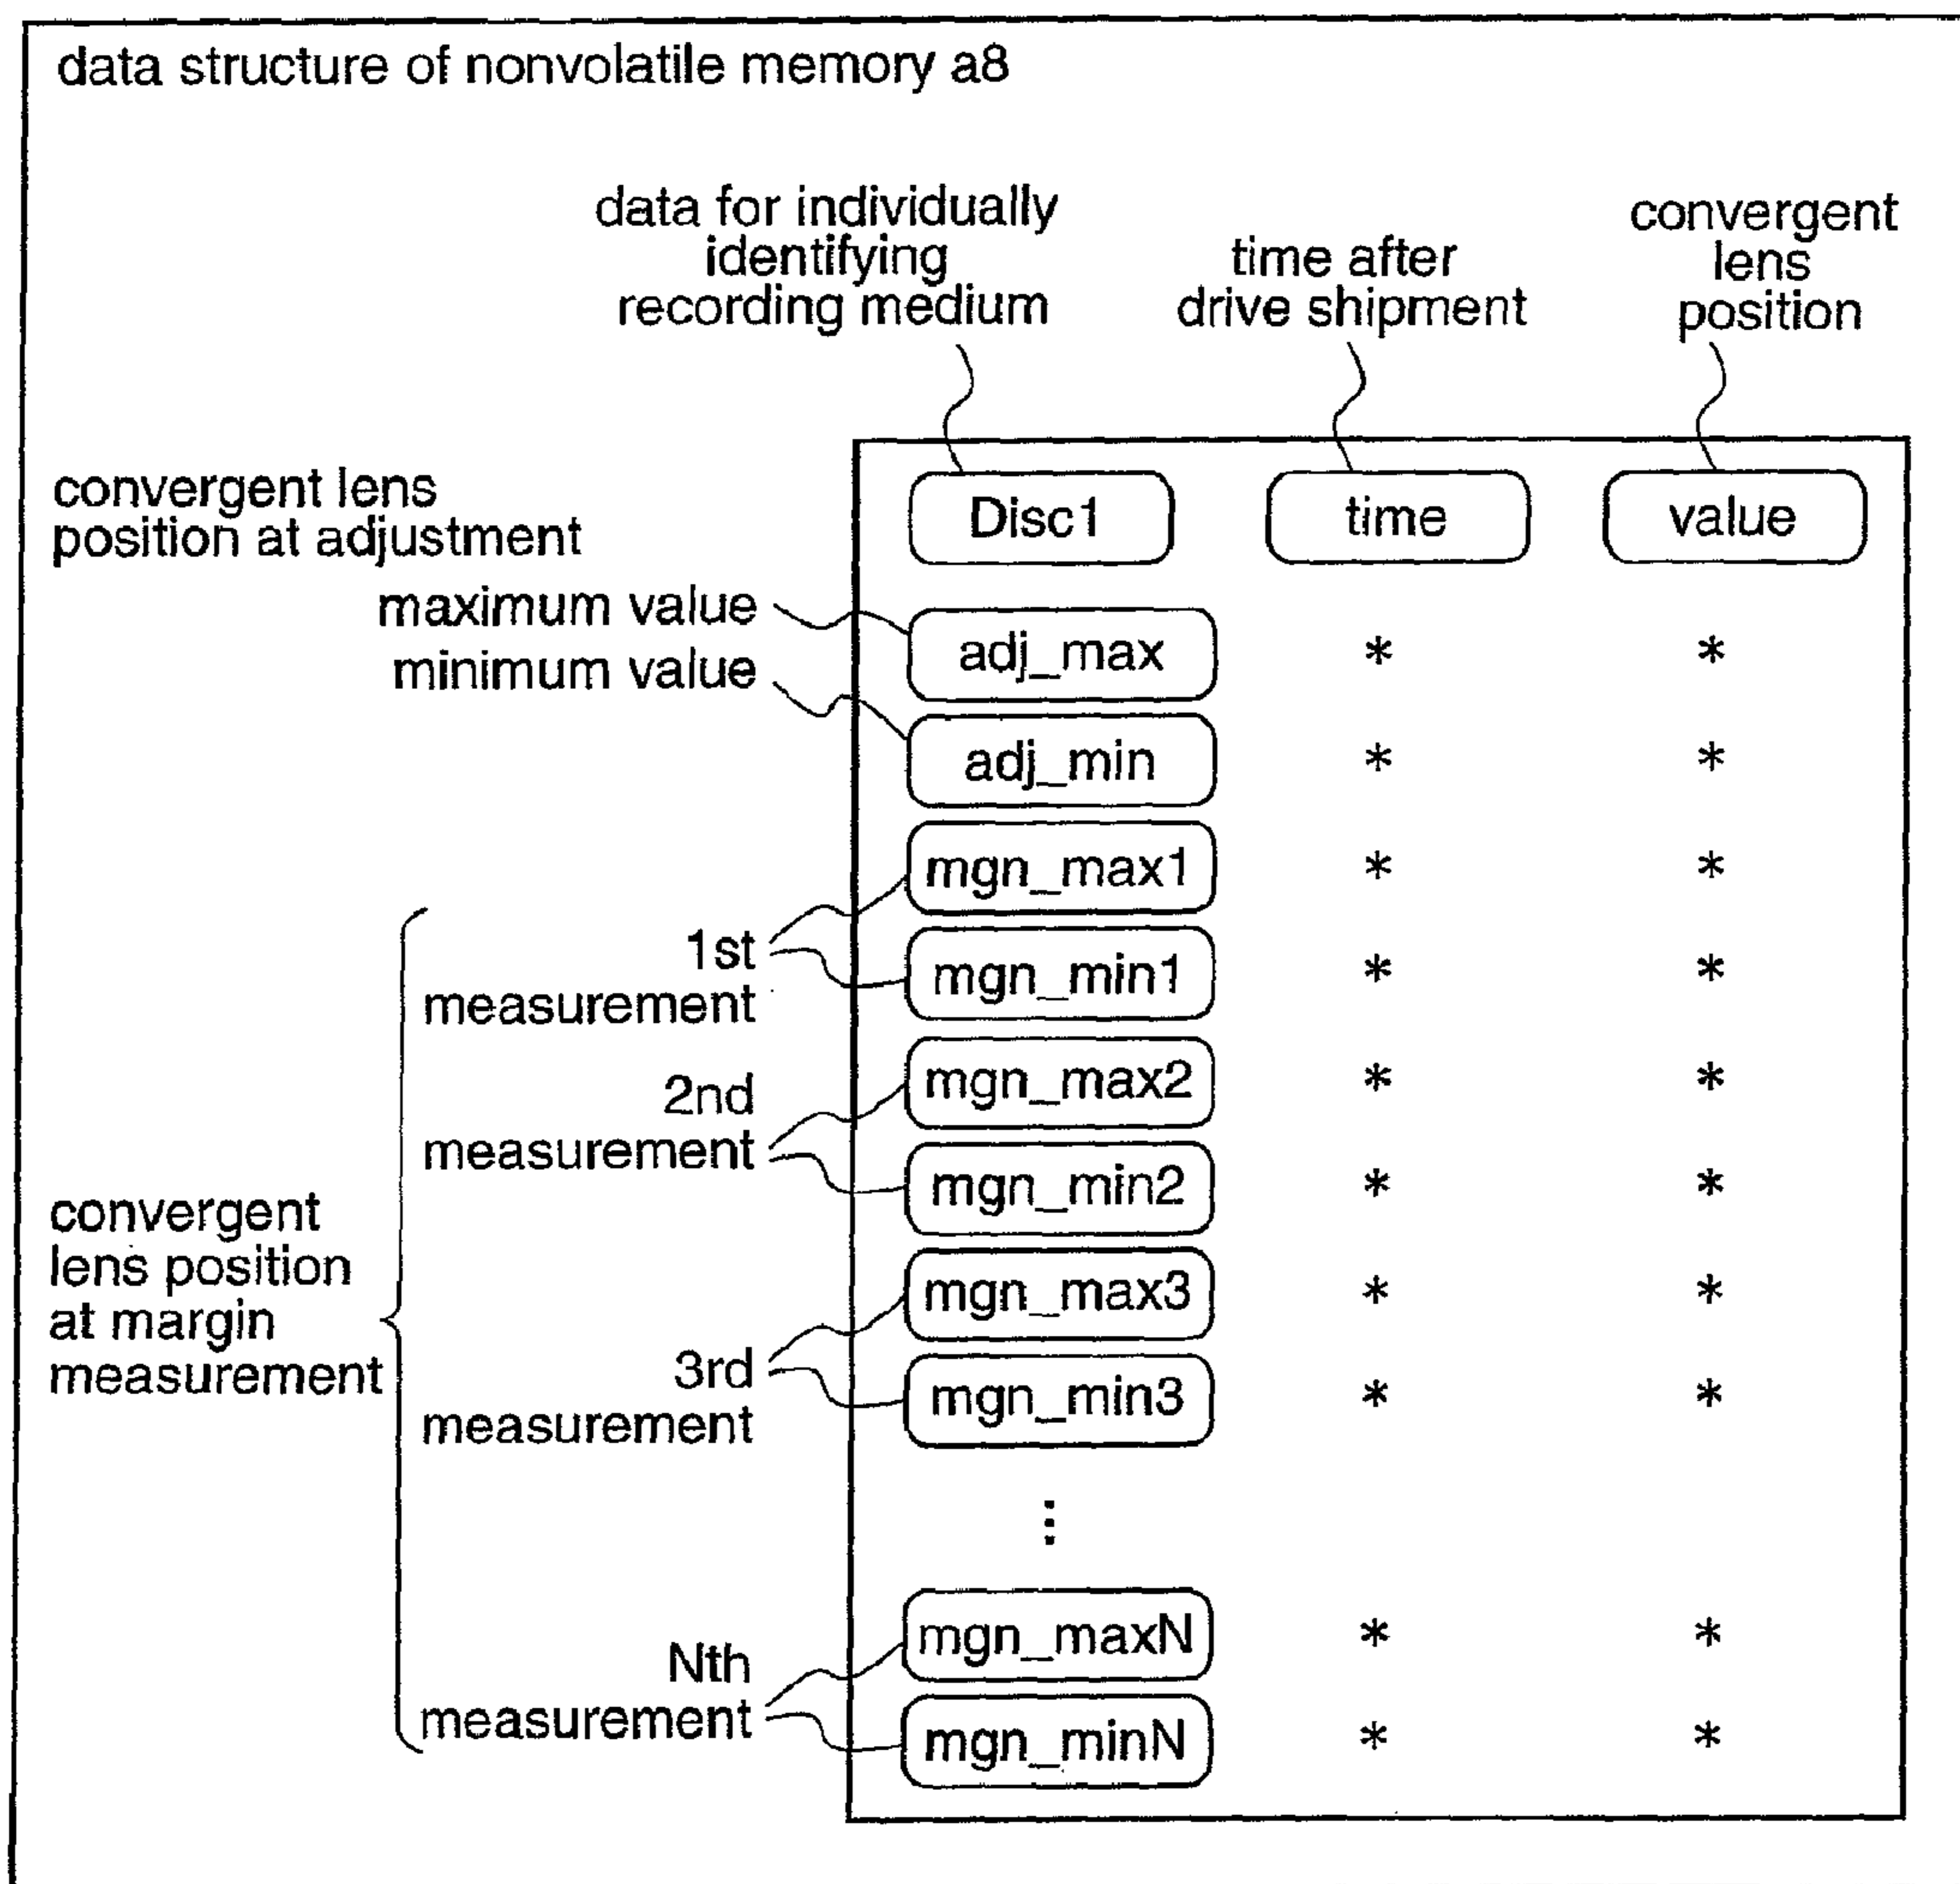 data structure of nonvolatile memory a8
data for individually
identifying
recording medium
time after
drive shipment
convergent
lens
position
convergent lens
position at adjustment
Disc1 time value
maximum value
adj_max * *
minimum value
adj_min * *
mgn_max1 * *
1st
measurement
mgn_min1 * *
mgn_max2 * *
2nd
measurement
mgn_min2 * *
convergent
lens position
at margin
measurement
mgn_max3 * *
3rd
measurement
mgn_min3 * *
⋮
mgn_maxN * *
Nth
measurement
mgn_minN * *